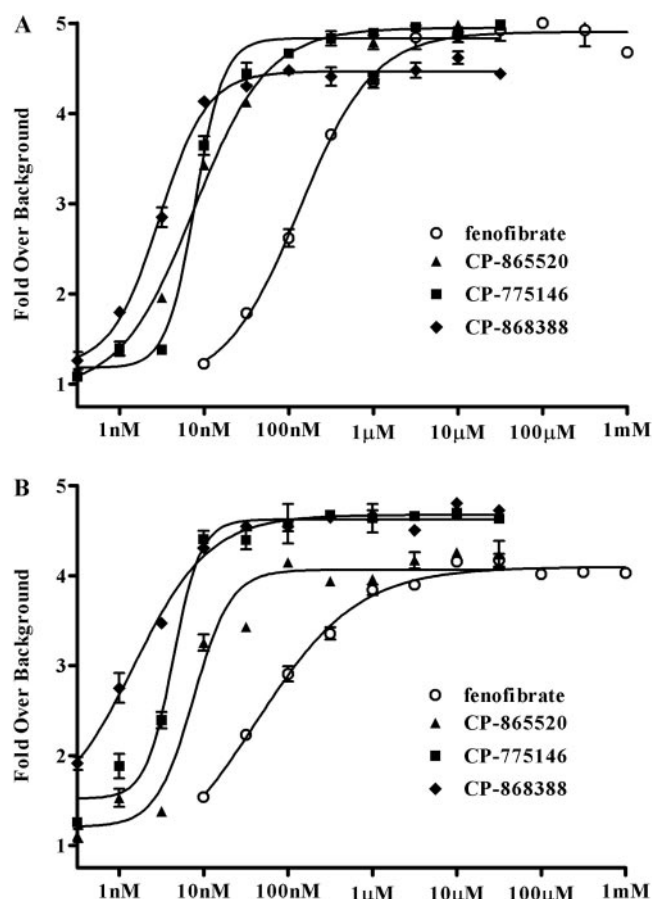 A
5
4
3
2
1
Fold Over Background
fenofibrate
CP-865520
CP-775146
CP-868388
1nM 10nM 100nM 1μM 10μM 100μM 1mM
B
5
4
3
2
1
Fold Over Background
fenofibrate
CP-865520
CP-775146
CP-868388
1nM 10nM 100nM 1μM 10μM 100μM 1mM